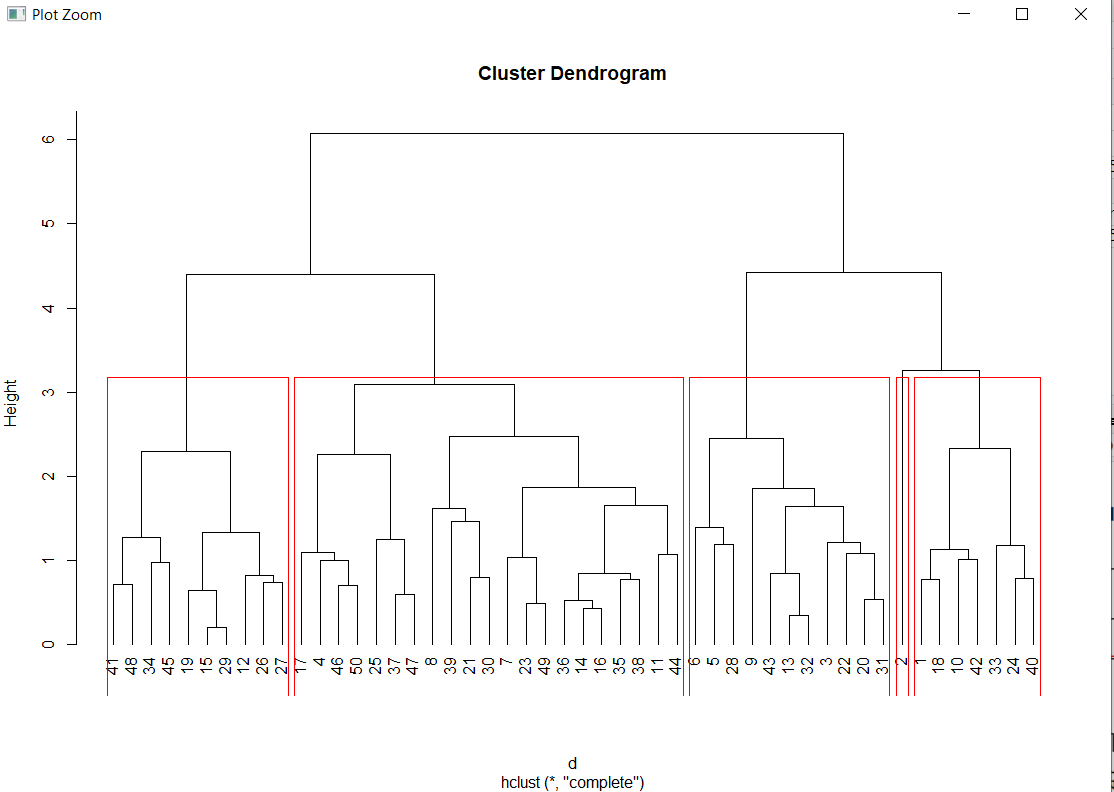 Plot Zoom
Cluster Dendrogram
6
5
4
3
2
1
0
Height
41 48 34 45 19 15 29 12 26 27 17 4 46 50 25 37 47 8 39 21 30 7 23 49 36 14 16 35 38 11 44 6 5 28 9 43 13 32 3 22 20 31 2 1 18 10 42 33 24 40
d
hclust (*, "complete")